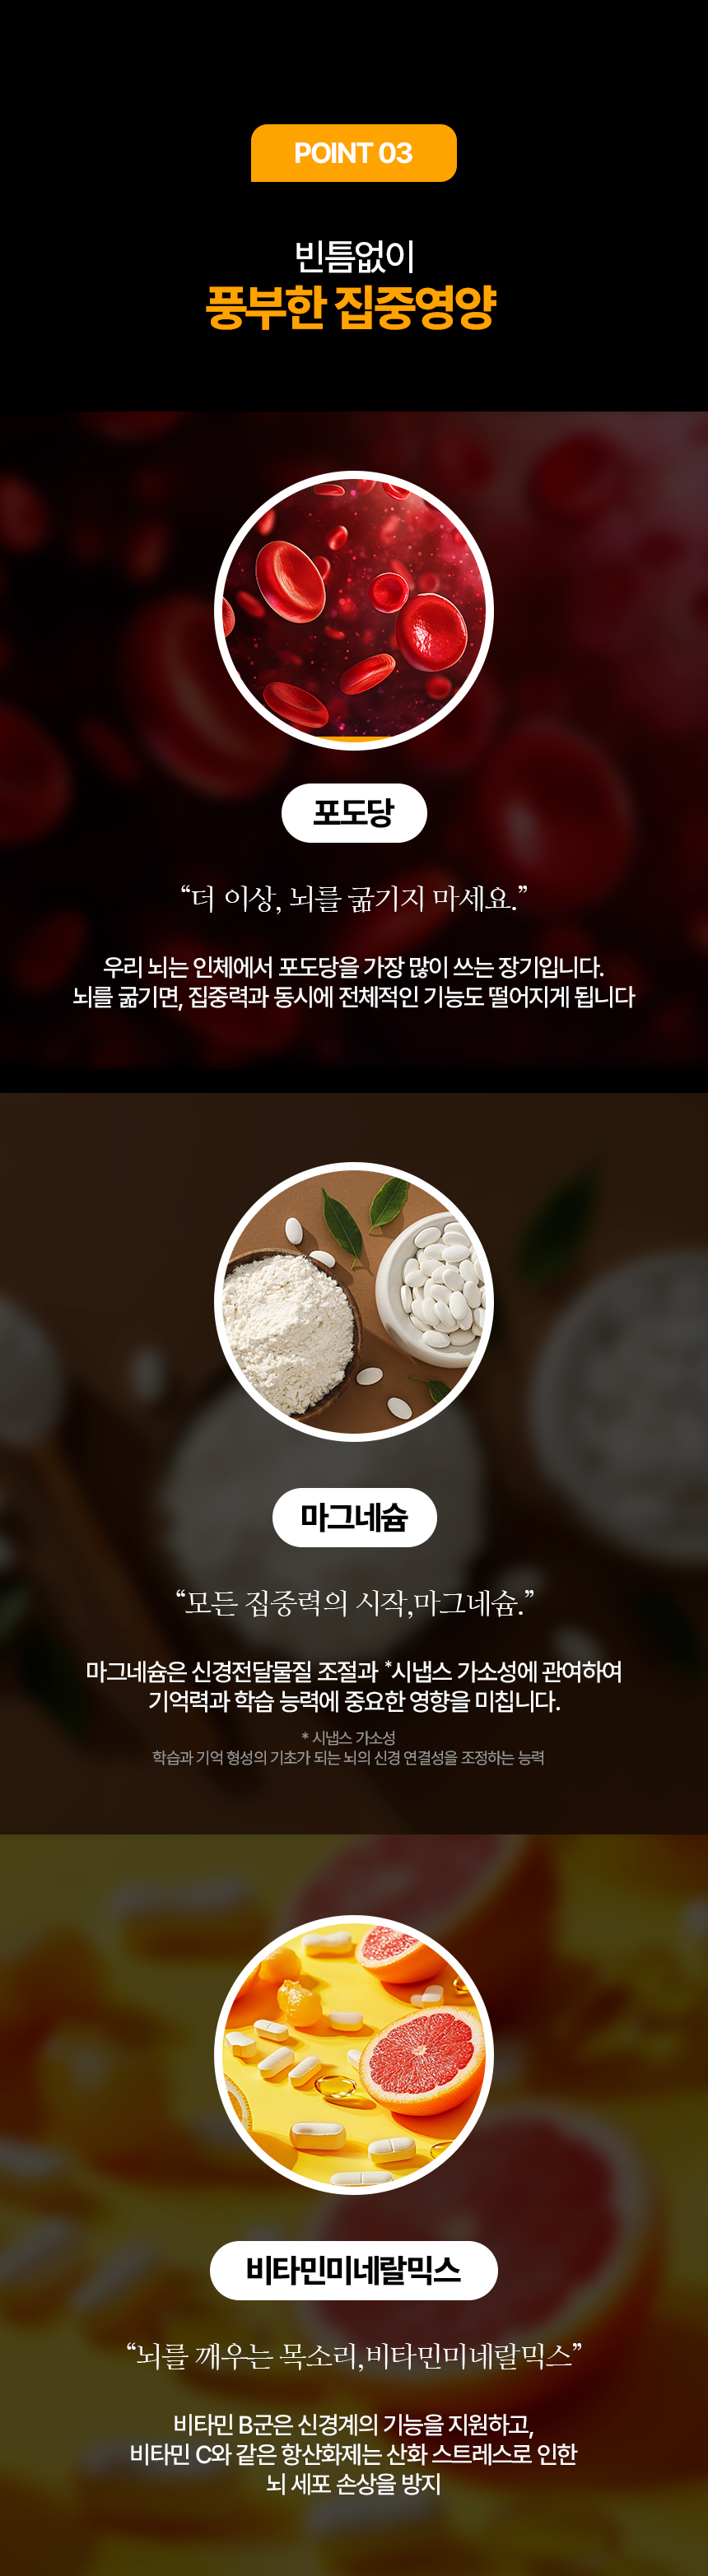 POINT 03
빈틈없이
풍부한 집중영양
포도당
“더 이상, 뇌를 굶기지 마세요.”
우리 뇌는 인체에서 포도당을 가장 많이 쓰는 장기입니다.
뇌를 굶기면, 집중력과 동시에 전체적인 기능도 떨어지게 됩니다
마그네슘
“모든 집중력의 시작,마그네슘.”
마그네슘은 신경전달물질 조절과 *시냅스 가소성에 관여하여
기억력과 학습 능력에 중요한 영향을 미칩니다.
* 시냅스 가소성
학습과 기억 형성의 기초가 되는 뇌의 신경 연결성을 조정하는 능력
비타민미네랄믹스
“뇌를 깨우는 목소리,비타민미네랄믹스”
비타민 B군은 신경계의 기능을 지원하고,
비타민 C와 같은 항산화제는 산화 스트레스로 인한
뇌 세포 손상을 방지